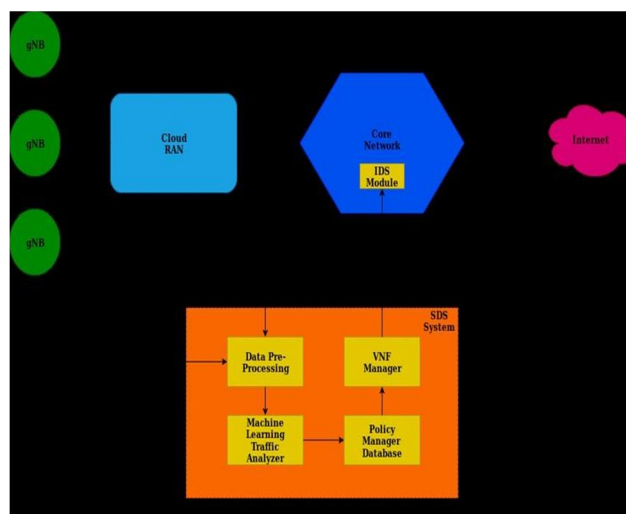 gNB
gNB
gNB
Cloud
RAN
Core
Network
IDS
Module
Internet
SDS
System
Data Pre-
Processing
VNF
Manager
Machine
Learning
Traffic
Analyzer
Policy
Manager
Database